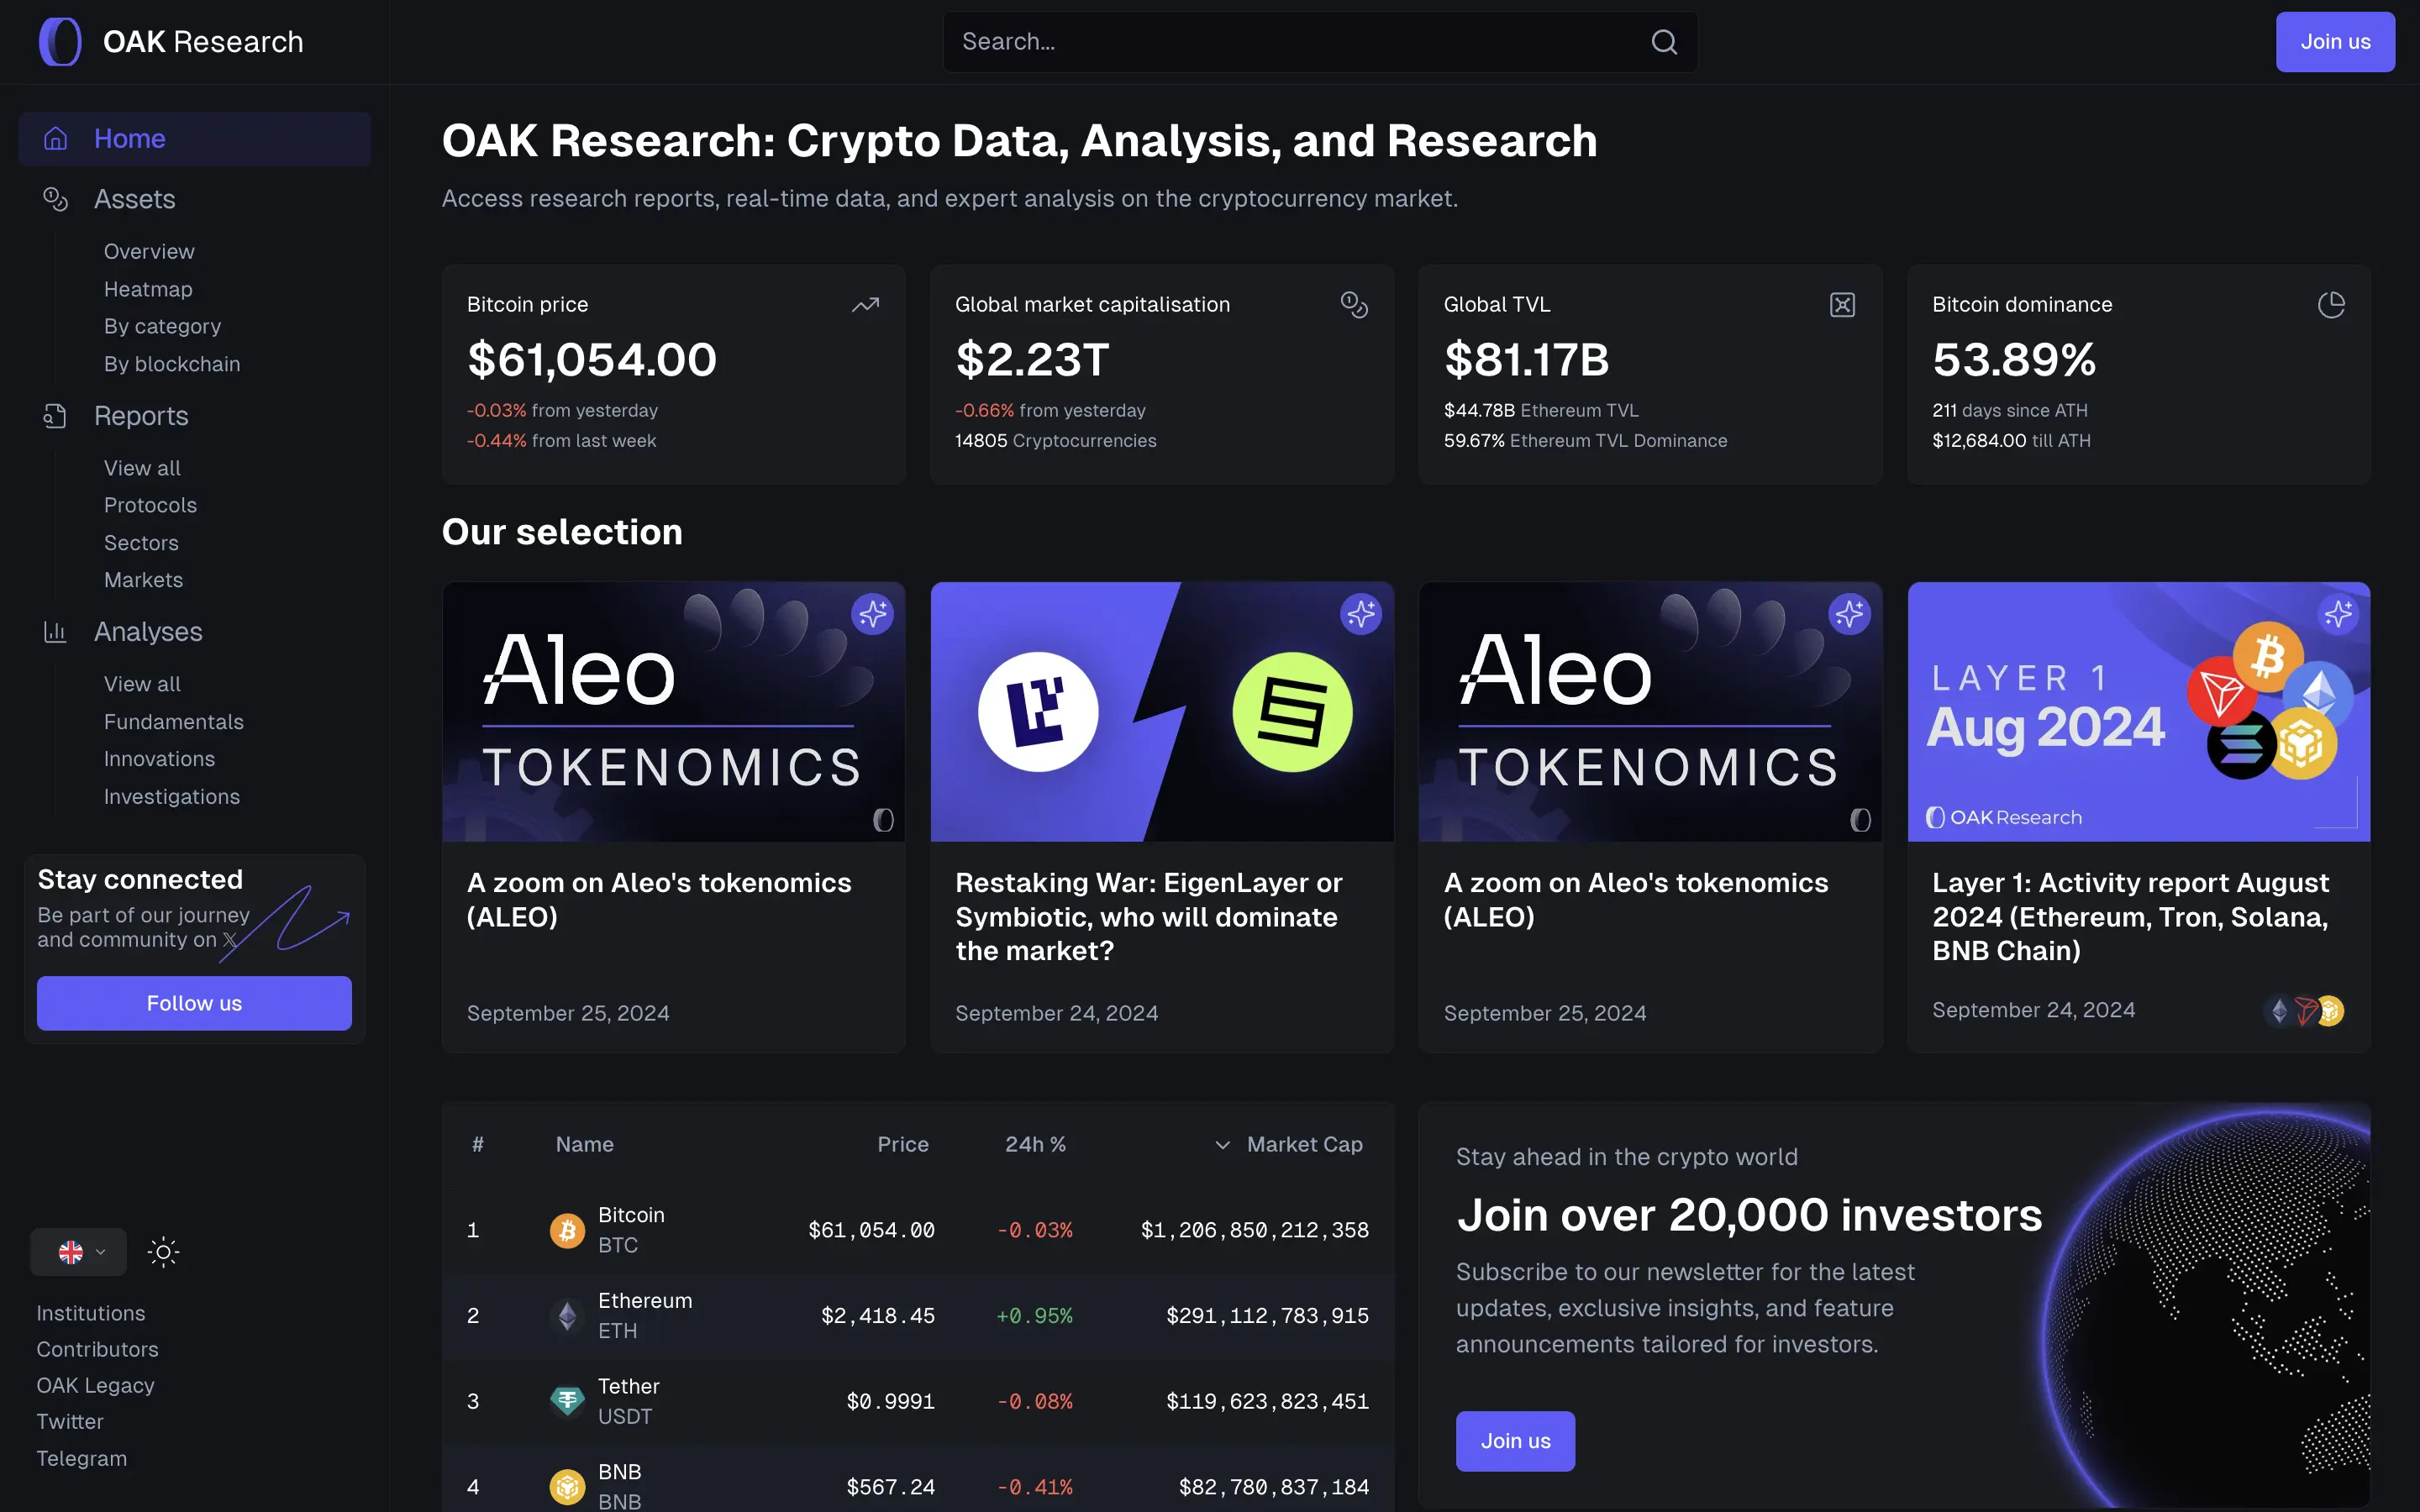 OAK Research
Search...
Join us
Home
Assets
Overview
Heatmap
By category
By blockchain
Reports
View all
Protocols
Sectors
Markets
Analyses
View all
Fundamentals
Innovations
Investigations
Stay connected
Be part of our journey
and community on 𝕏
Follow us
Institutions
Contributors
OAK Legacy
Twitter
Telegram
OAK Research: Crypto Data, Analysis, and Research
Access research reports, real-time data, and expert analysis on the cryptocurrency market.
Bitcoin price
$61,054.00
-0.03% from yesterday
-0.44% from last week
Global market capitalisation
$2.23T
-0.66% from yesterday
14805 Cryptocurrencies
Global TVL
$81.17B
$44.78B Ethereum TVL
59.67% Ethereum TVL Dominance
Bitcoin dominance
53.89%
211 days since ATH
$12,684.00 till ATH
Our selection
Aleo
TOKENOMICS
A zoom on Aleo's tokenomics
(ALEO)
September 25, 2024
Restaking War: EigenLayer or
Symbiotic, who will dominate
the market?
September 24, 2024
Aleo
TOKENOMICS
A zoom on Aleo's tokenomics
(ALEO)
September 25, 2024
LAYER 1
Aug 2024
OAK Research
Layer 1: Activity report August
2024 (Ethereum, Tron, Solana,
BNB Chain)
September 24, 2024
# Name Price 24h % Market Cap
1 Bitcoin BTC $61,054.00 -0.03% $1,206,850,212,358
2 Ethereum ETH $2,418.45 +0.95% $291,112,783,915
3 Tether USDT $0.9991 -0.08% $119,623,823,451
4 BNB BNB $567.24 -0.41% $82,780,837,184
Stay ahead in the crypto world
Join over 20,000 investors
Subscribe to our newsletter for the latest
updates, exclusive insights, and feature
announcements tailored for investors.
Join us